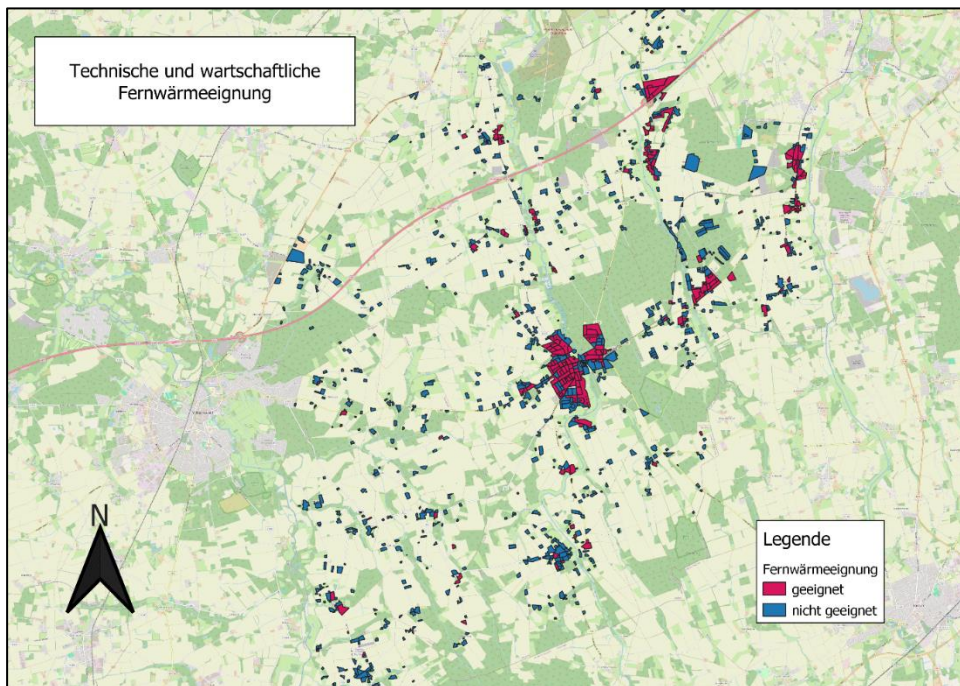 Technische und wartschaftliche
Fernwärmeeignung
N
Legende
Fernwärmeeignung
geeignet
nicht geeignet